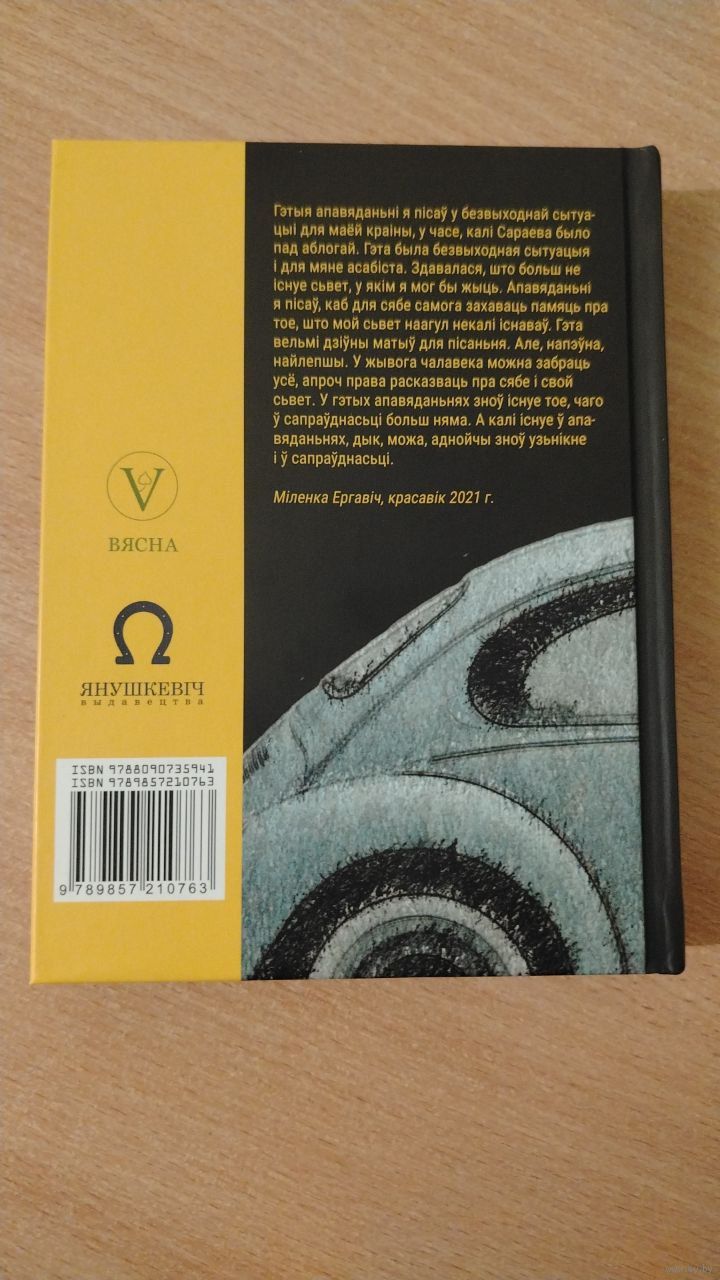 Гэтыя апавяданьні я пісаў у безвыходнай сытуа-
цыі для маёй краіны, у часе, калі Сараева было
пад аблогай. Гэта была безвыходная сытуацыя
і для мяне асабіста. Здавалася, што больш не
існуе сьвет, у якім я мог бы жыць. Апавяданьні
я пісаў, каб для сябе самога захаваць памяць пра
тое, што мой сьвет наагул некалі існаваў. Гэта
вельмі дзіўны матыў для пісаньня. Але, напэўна,
найлепшы. У жывога чалавека можна забраць
усё, апроч права расказваць пра сябе і свой
сьвет. У гэтых апавяданьнях зноў існуе тое, чаго
ў сапраўднасьці больш няма. А калі існуе ў апа-
вяданьнях, дык, можа, аднойчы зноў узьнікне
і ў сапраўднасьці.
Міленка Ергавіч, красавік 2021 г.
V
ВЯСНА
ЯНУШКЕВІЧ
выдавецтва
ISBN 9788090735941
ISBN 9789857210763
9 789857 210763